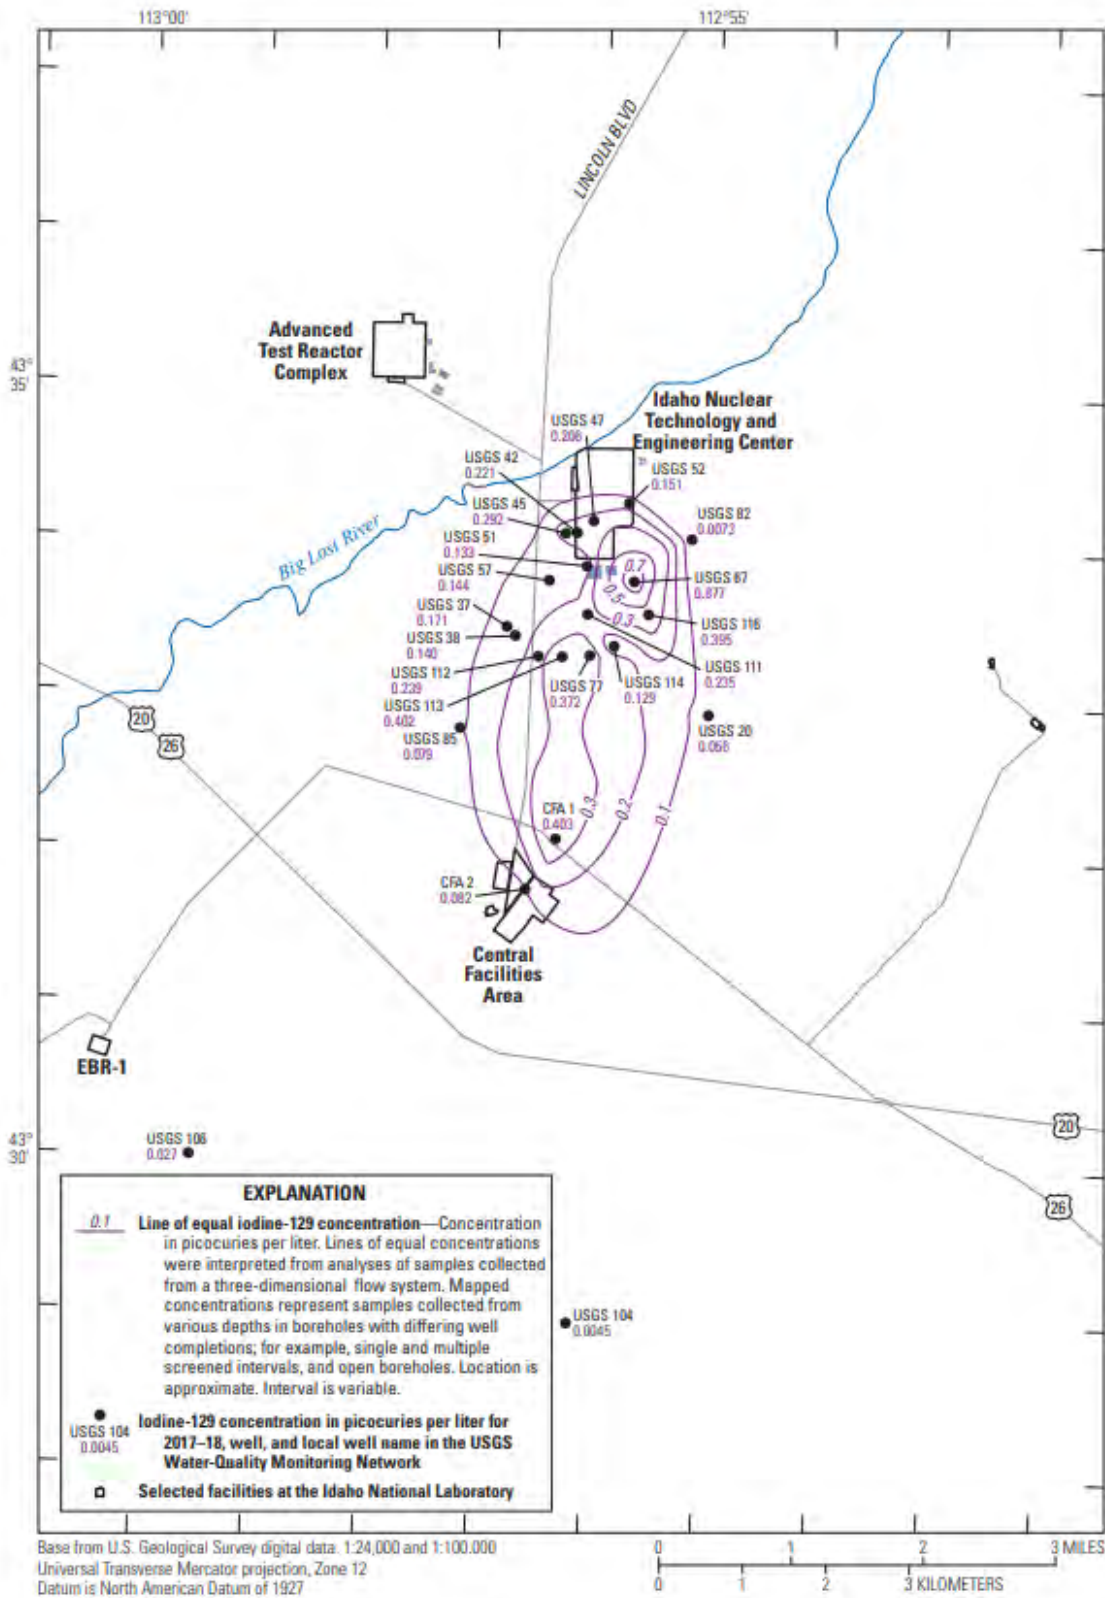 113°00'
112°55'
LINCOLN BLVD
Advanced
Test Reactor
Complex
43°
35'
Idaho Nuclear
Technology and
Engineering Center
USGS 47
0.206
USGS 42
0.221
USGS 52
0.151
USGS 45
0.292
USGS 82
0.0073
USGS 51
0.133
Big Lost River
USGS 57
0.144
0.7
0.5
0.3
USGS 67
0.877
USGS 37
0.171
USGS 38
0.140
USGS 116
0.395
USGS 112
0.239
USGS 111
0.235
USGS 77
0.372
USGS 114
0.129
USGS 113
0.402
USGS 85
0.079
USGS 20
0.056
20
26
CFA 1
0.403
0.3
0.2
0.1
CFA 2
0.082
Central
Facilities
Area
EBR-1
20
26
43°
30'
USGS 106
0.027
EXPLANATION
0.1 Line of equal iodine-129 concentration—Concentration
in picocuries per liter. Lines of equal concentrations
were interpreted from analyses of samples collected
from a three-dimensional flow system. Mapped
concentrations represent samples collected from
various depths in boreholes with differing well
completions; for example, single and multiple
screened intervals, and open boreholes. Location is
approximate. Interval is variable.
USGS 104
0.0045
Iodine-129 concentration in picocuries per liter for
2017–18, well, and local well name in the USGS
Water-Quality Monitoring Network
Selected facilities at the Idaho National Laboratory
USGS 104
0.0045
Base from U.S. Geological Survey digital data. 1:24,000 and 1:100.000
Universal Transverse Mercator projection, Zone 12
Datum is North American Datum of 1927
0 1 2 3 MILES
0 1 2 3 KILOMETERS